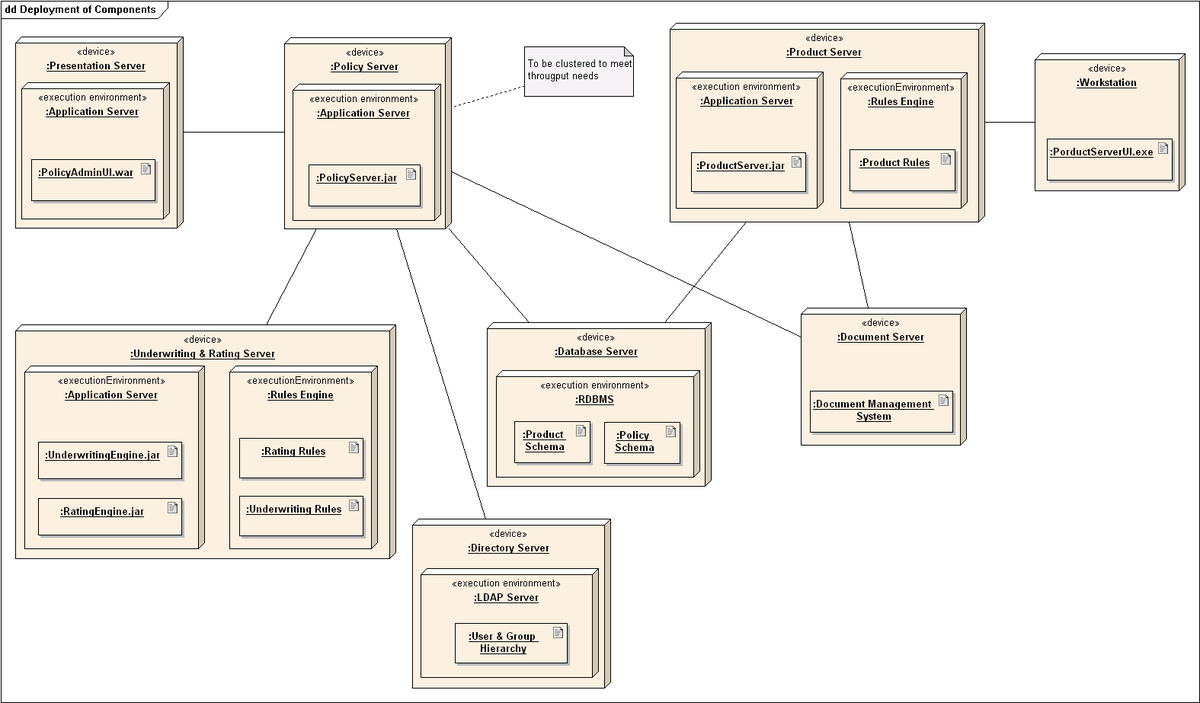 dd Deployment of Components
«device»
:Presentation Server
«execution environment»
:Application Server
:PolicyAdminUI.war
«device»
:Policy Server
«execution environment»
:Application Server
:PolicyServer.jar
To be clustered to meet
througput needs
«device»
:Product Server
«execution environment»
:Application Server
:ProductServer.jar
«executionEnvironment»
:Rules Engine
:Product Rules
«device»
:Workstation
:PorductServerUI.exe
«device»
:Underwriting & Rating Server
«executionEnvironment»
:Application Server
:UnderwritingEngine.jar
:RatingEngine.jar
«executionEnvironment»
:Rules Engine
:Rating Rules
:Underwriting Rules
«device»
:Database Server
«execution environment»
:RDBMS
:Product
Schema
:Policy
Schema
«device»
:Document Server
:Document Management
System
«device»
:Directory Server
«execution environment»
:LDAP Server
:User & Group
Hierarchy